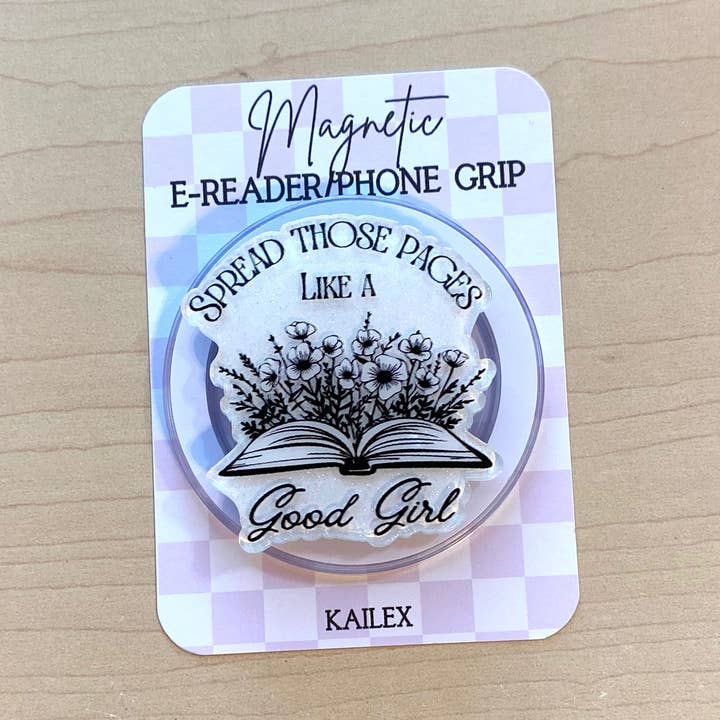 Magnetic
E-READER/PHONE GRIP
SPREAD THOSE PAGES
LIKE A
Good Girl
KAILEX